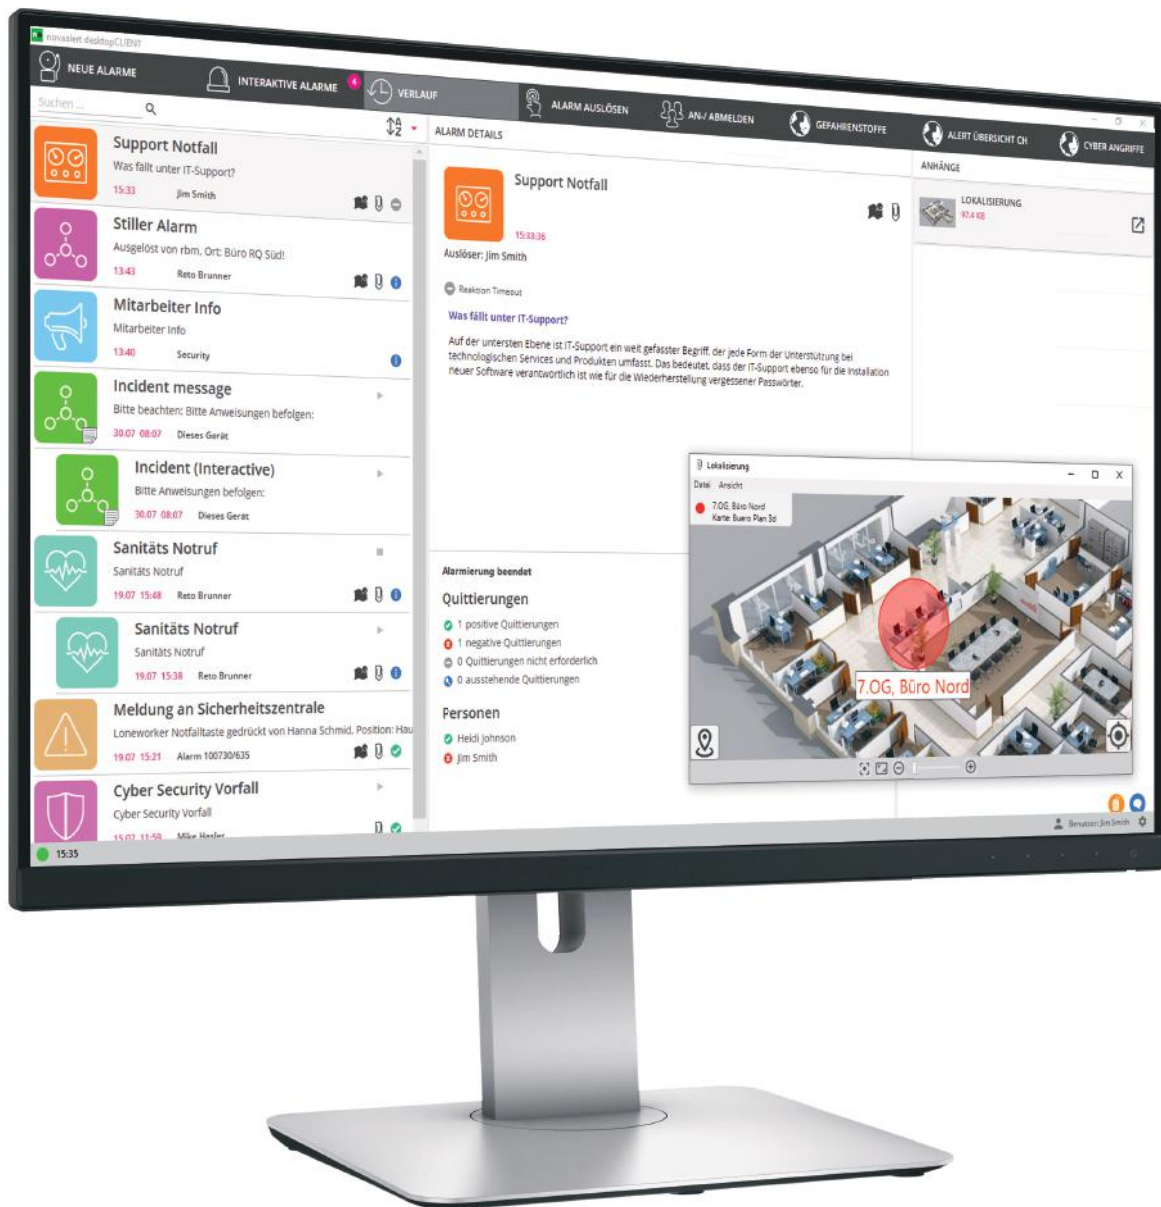 novaalert desktopCLIENT
NEUE ALARME
INTERAKTIVE ALARME
4
VERLAUF
ALARM AUSLÖSEN
AN-/ ABMELDEN
GEFAHRENSTOFFE
ALERT ÜBERSICHT CH
CYBER ANGRIFFE
Suchen ...
Support Notfall
Was fällt unter IT-Support?
15:33 Jim Smith
Stiller Alarm
Ausgelöst von rbm, Ort: Büro RQ Süd!
13:43 Reto Brunner
Mitarbeiter Info
Mitarbeiter Info
13:40 Security
Incident message
Bitte beachten: Bitte Anweisungen befolgen:
30.07 08:07 Dieses Gerät
Incident (Interactive)
Bitte Anweisungen befolgen:
30.07 08:07 Dieses Gerät
Sanitäts Notruf
Sanitäts Notruf
19.07 15:48 Reto Brunner
Sanitäts Notruf
Sanitäts Notruf
19.07 15:38 Reto Brunner
Meldung an Sicherheitszentrale
Loneworker Notfalltaste gedrückt von Hanna Schmid, Position: Hau
19.07 15:21 Alarm 100730/635
Cyber Security Vorfall
Cyber Security Vorfall
15.07 11:59 Mike Hasler
15:35
ALARM DETAILS
Support Notfall
15:33:36
Auslöser: Jim Smith
Reaktion Timeout
Was fällt unter IT-Support?
Auf der untersten Ebene ist IT-Support ein weit gefasster Begriff, der jede Form der Unterstützung bei
technologischen Services und Produkten umfasst. Das bedeutet, dass der IT-Support ebenso für die Installation
neuer Software verantwortlich ist wie für die Wiederherstellung vergessener Passwörter.
Alarmierung beendet
Quittierungen
1 positive Quittierungen
1 negative Quittierungen
0 Quittierungen nicht erforderlich
0 ausstehende Quittierungen
Personen
Heidi Johnson
Jim Smith
ANHÄNGE
LOKALISIERUNG
97.4 KB
Lokalisierung
Datei Ansicht
7.OG, Büro Nord
Karte: Buero Plan 3d
7.OG, Büro Nord
Benutzer: Jim Smith